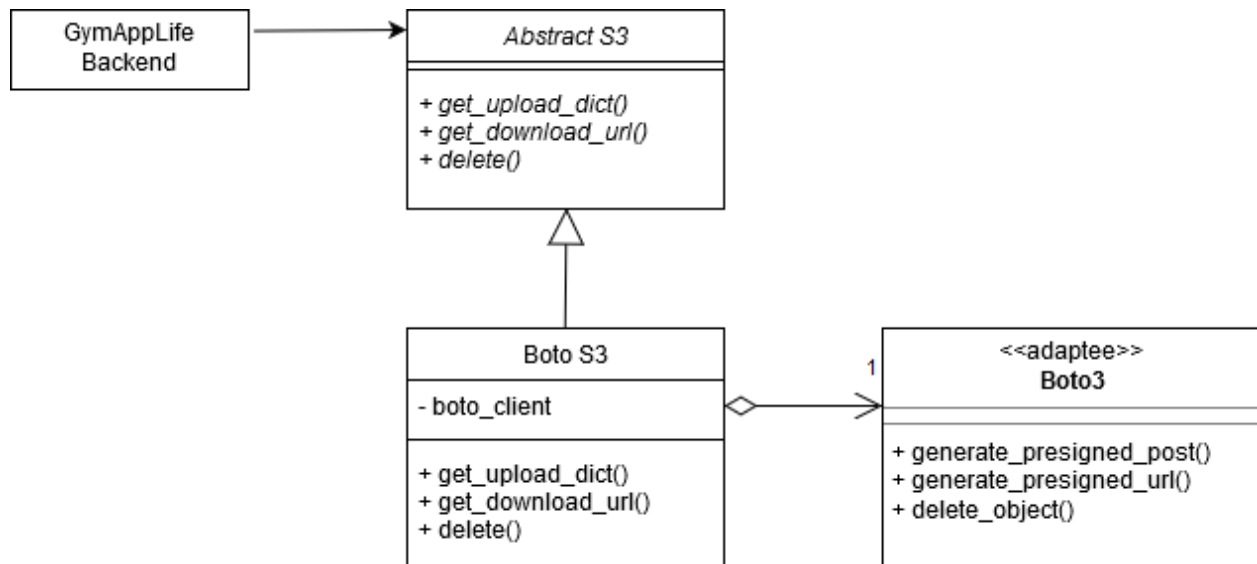 GymAppLife
Backend
Abstract S3
+ get_upload_dict()
+ get_download_url()
+ delete()
Boto S3
- boto_client
+ get_upload_dict()
+ get_download_url()
+ delete()
1
<<adaptee>>
Boto3
+ generate_presigned_post()
+ generate_presigned_url()
+ delete_object()